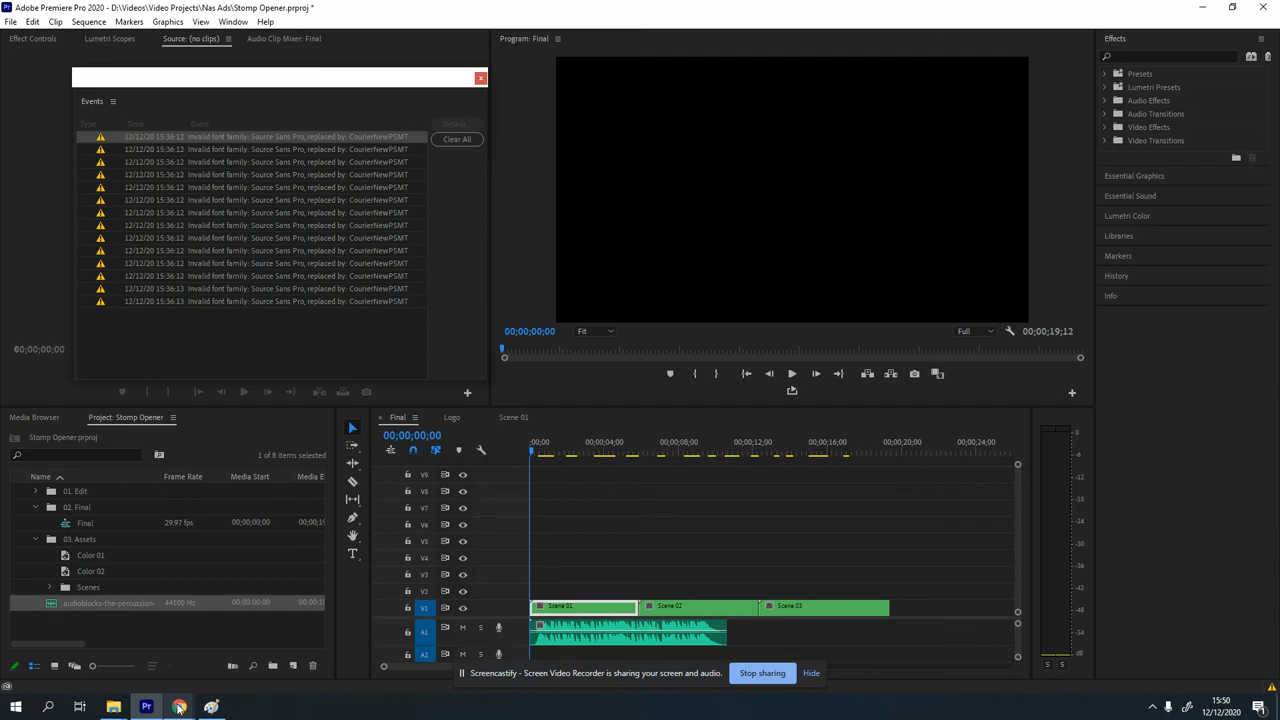 Adobe Premiere Pro 2020 - D:\Videos\Video Projects\Nas Ads\Stomp Opener.prproj *
File Edit Clip Sequence Markers Graphics View Window Help
Effect Controls Lumetri Scopes Source: (no clips) Audio Clip Mixer: Final
Program: Final
Effects
Events
Type Time Event Details...
12/12/20 15:36:12 Invalid font family: Source Sans Pro, replaced by: CourierNewPSMT
Clear All
12/12/20 15:36:12 Invalid font family: Source Sans Pro, replaced by: CourierNewPSMT
12/12/20 15:36:12 Invalid font family: Source Sans Pro, replaced by: CourierNewPSMT
12/12/20 15:36:12 Invalid font family: Source Sans Pro, replaced by: CourierNewPSMT
12/12/20 15:36:12 Invalid font family: Source Sans Pro, replaced by: CourierNewPSMT
12/12/20 15:36:12 Invalid font family: Source Sans Pro, replaced by: CourierNewPSMT
12/12/20 15:36:12 Invalid font family: Source Sans Pro, replaced by: CourierNewPSMT
12/12/20 15:36:12 Invalid font family: Source Sans Pro, replaced by: CourierNewPSMT
12/12/20 15:36:12 Invalid font family: Source Sans Pro, replaced by: CourierNewPSMT
12/12/20 15:36:12 Invalid font family: Source Sans Pro, replaced by: CourierNewPSMT
12/12/20 15:36:12 Invalid font family: Source Sans Pro, replaced by: CourierNewPSMT
12/12/20 15:36:12 Invalid font family: Source Sans Pro, replaced by: CourierNewPSMT
12/12/20 15:36:13 Invalid font family: Source Sans Pro, replaced by: CourierNewPSMT
12/12/20 15:36:13 Invalid font family: Source Sans Pro, replaced by: CourierNewPSMT
00;00;00;00
00;00;00;00 Fit Full 00;00;19;12
Presets
Lumetri Presets
Audio Effects
Audio Transitions
Video Effects
Video Transitions
Essential Graphics
Essential Sound
Lumetri Color
Libraries
Markers
History
Info
Media Browser Project: Stomp Opener
Stomp Opener.prproj
1 of 8 items selected
Name Frame Rate Media Start Media E
01. Edit
02. Final
Final 29.97 fps 00;00;00;00 00;00;19
03. Assets
Color 01
Color 02
Scenes
audioblocks-the-percussion- 44100 Hz 00:00:00:00
Final Logo Scene 01
00;00;00;00
;00;00 00;00;04;00 00;00;08;00 00;00;12;00 00;00;16;00 00;00;20;00 00;00;24;00
V9
V8
V7
V6
V5
V4
V3
V2
V1 Scene 01 Scene 02 Scene 03
A1 M S
A2 M S
0
-6
-12
-18
-24
-30
-36
-42
-48
-54
dB
S S
Screencastify - Screen Video Recorder is sharing your screen and audio. Stop sharing Hide
Pr
15:50
12/12/2020